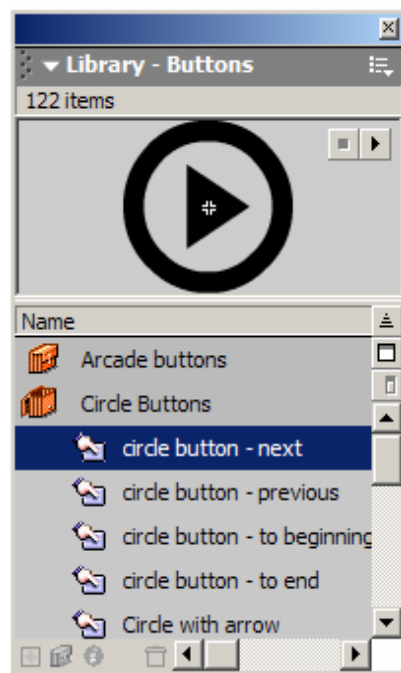 Library - Buttons
122 items
Name
Arcade buttons
Circle Buttons
circle button - next
circle button - previous
circle button - to beginning
circle button - to end
Circle with arrow